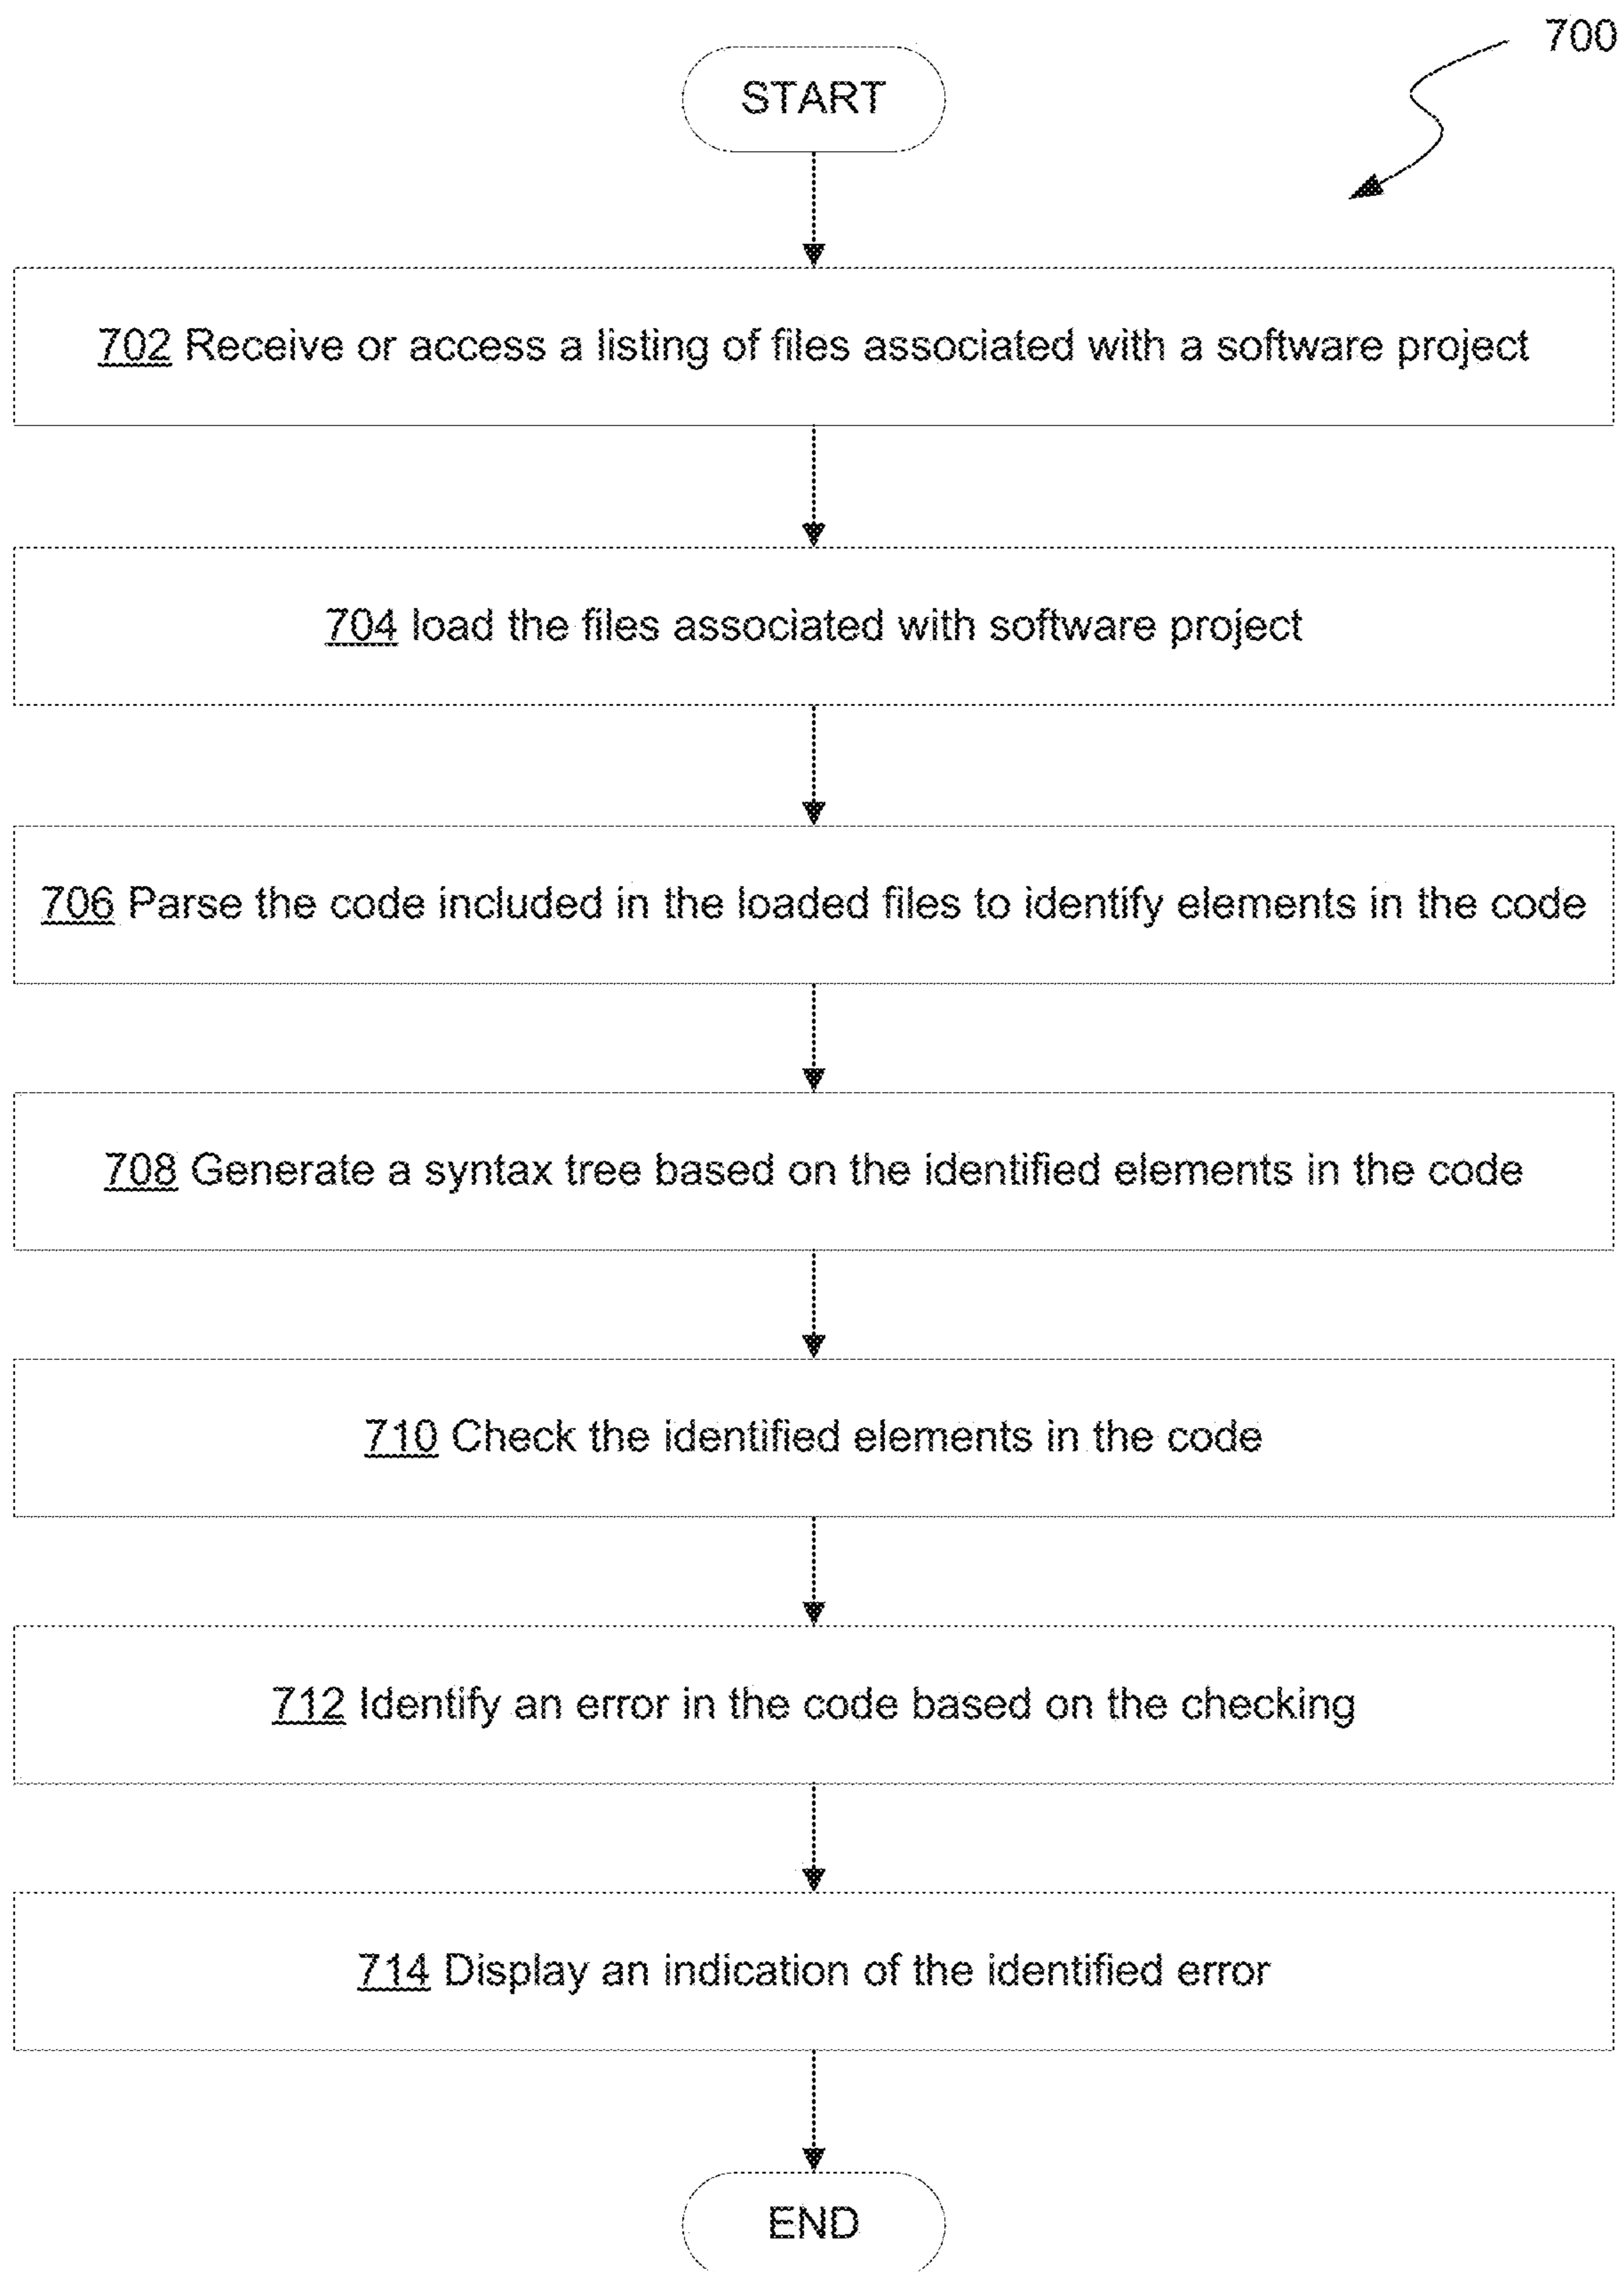 700
START
702 Receive or access a listing of files associated with a software project
704 load the files associated with software project
706 Parse the code included in the loaded files to identify elements in the code
708 Generate a syntax tree based on the identified elements in the code
710 Check the identified elements in the code
712 Identify an error in the code based on the checking
714 Display an indication of the identified error
END